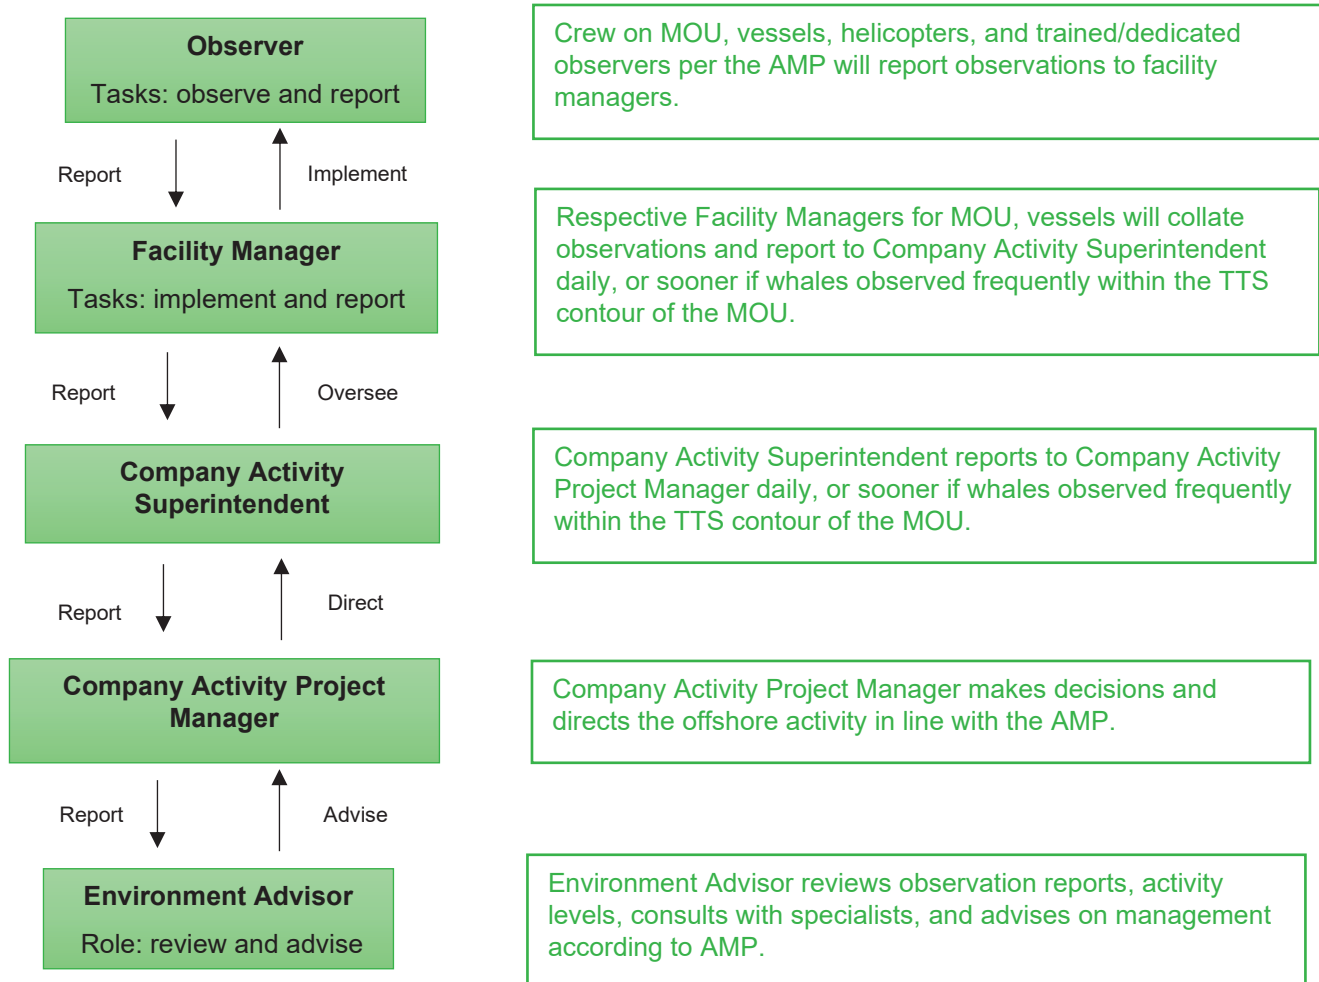 Observer
Tasks: observe and report
Crew on MOU, vessels, helicopters, and trained/dedicated
observers per the AMP will report observations to facility
managers.
Report
Implement
Facility Manager
Tasks: implement and report
Respective Facility Managers for MOU, vessels will collate
observations and report to Company Activity Superintendent
daily, or sooner if whales observed frequently within the TTS
contour of the MOU.
Report
Oversee
Company Activity
Superintendent
Company Activity Superintendent reports to Company Activity
Project Manager daily, or sooner if whales observed frequently
within the TTS contour of the MOU.
Report
Direct
Company Activity Project
Manager
Company Activity Project Manager makes decisions and
directs the offshore activity in line with the AMP.
Report
Advise
Environment Advisor
Role: review and advise
Environment Advisor reviews observation reports, activity
levels, consults with specialists, and advises on management
according to AMP.